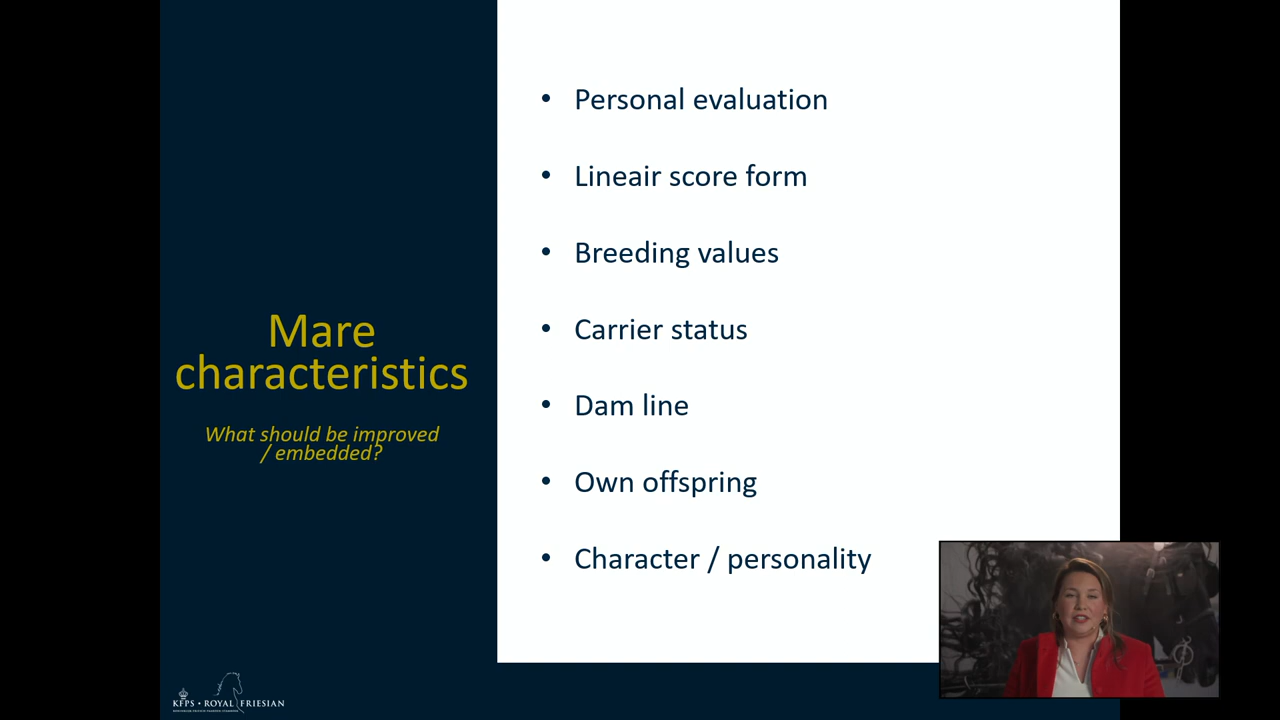 Mare
characteristics
What should be improved
/ embedded?
• Personal evaluation
• Lineair score form
• Breeding values
• Carrier status
• Dam line
• Own offspring
• Character / personality
KFPS • ROYAL FRIESIAN